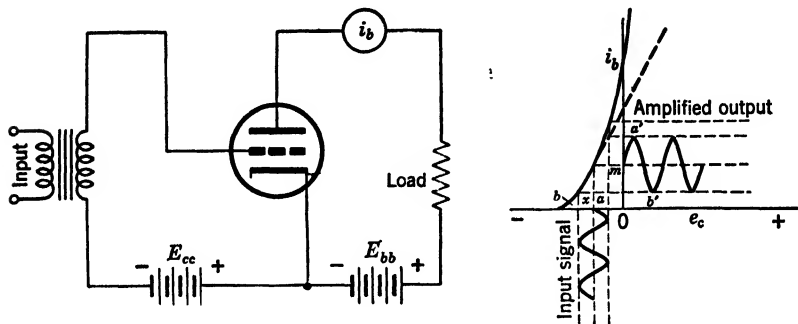 Input
i_b
Load
− E_cc +
− E_bb +
i_b
Amplified output
a'
m
b x a
b'
− 0 e_c +
Input signal